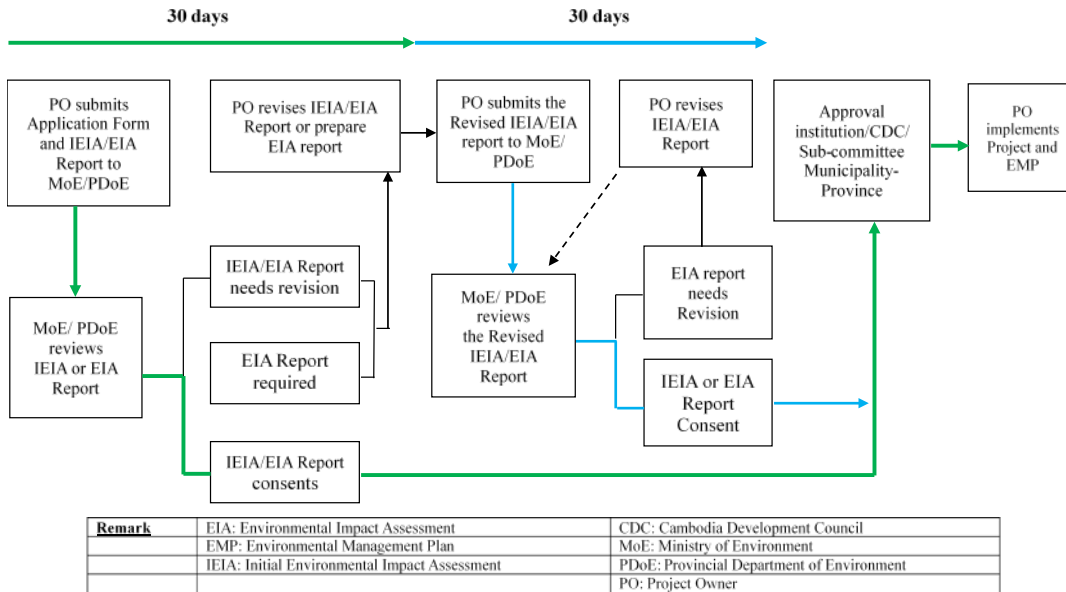 30 days
30 days
PO submits
Application Form
and IEIA/EIA
Report to
MoE/PDoE
PO revises IEIA/EIA
Report or prepare
EIA report
PO submits the
Revised IEIA/EIA
report to MoE/
PDoE
PO revises
IEIA/EIA
Report
Approval
institution/CDC/
Sub-committee
Municipality-
Province
PO
implements
Project and
EMP
MoE/ PDoE
reviews
IEIA or EIA
Report
IEIA/EIA Report
needs revision
EIA Report
required
IEIA/EIA Report
consents
MoE/ PDoE
reviews
the Revised
IEIA/EIA
Report
EIA report
needs
Revision
IEIA or EIA
Report
Consent
Remark EIA: Environmental Impact Assessment CDC: Cambodia Development Council
EMP: Environmental Management Plan MoE: Ministry of Environment
IEIA: Initial Environmental Impact Assessment PDoE: Provincial Department of Environment
PO: Project Owner